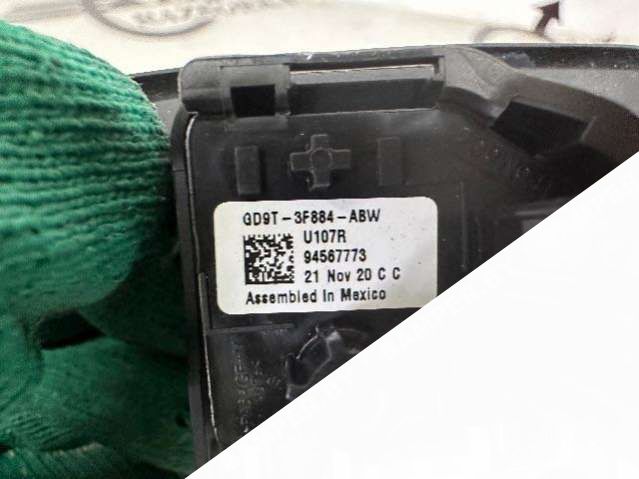 GD9T-3F884-ABW
U107R
94567773
21 Nov 20 C C
Assembled In Mexico